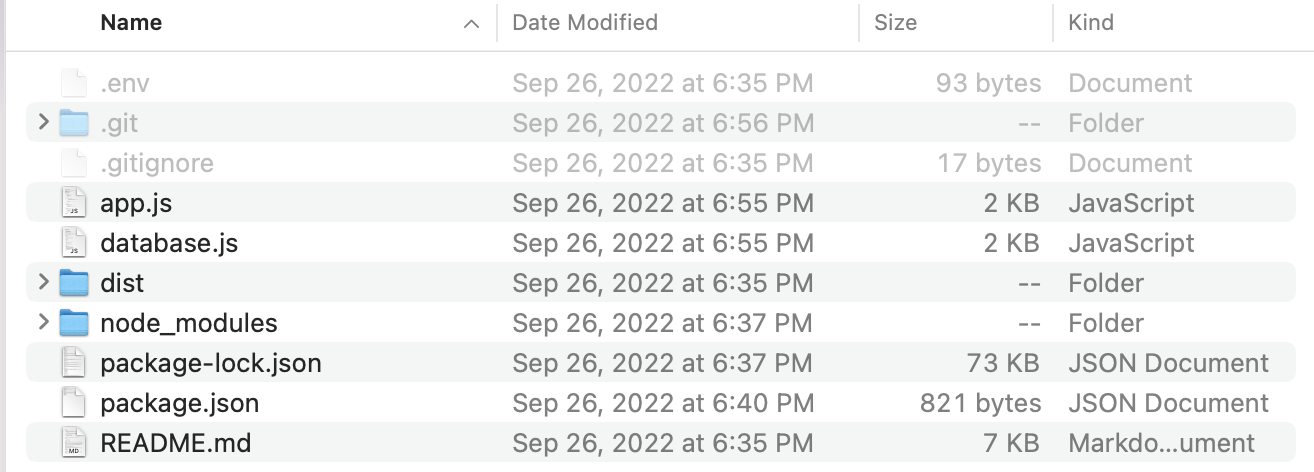 Name Date Modified Size Kind
.env Sep 26, 2022 at 6:35 PM 93 bytes Document
.git Sep 26, 2022 at 6:56 PM -- Folder
.gitignore Sep 26, 2022 at 6:35 PM 17 bytes Document
JS app.js Sep 26, 2022 at 6:55 PM 2 KB JavaScript
JS database.js Sep 26, 2022 at 6:55 PM 2 KB JavaScript
dist Sep 26, 2022 at 6:35 PM -- Folder
node_modules Sep 26, 2022 at 6:37 PM -- Folder
package-lock.json Sep 26, 2022 at 6:37 PM 73 KB JSON Document
package.json Sep 26, 2022 at 6:40 PM 821 bytes JSON Document
MD README.md Sep 26, 2022 at 6:35 PM 7 KB Markdo...ument